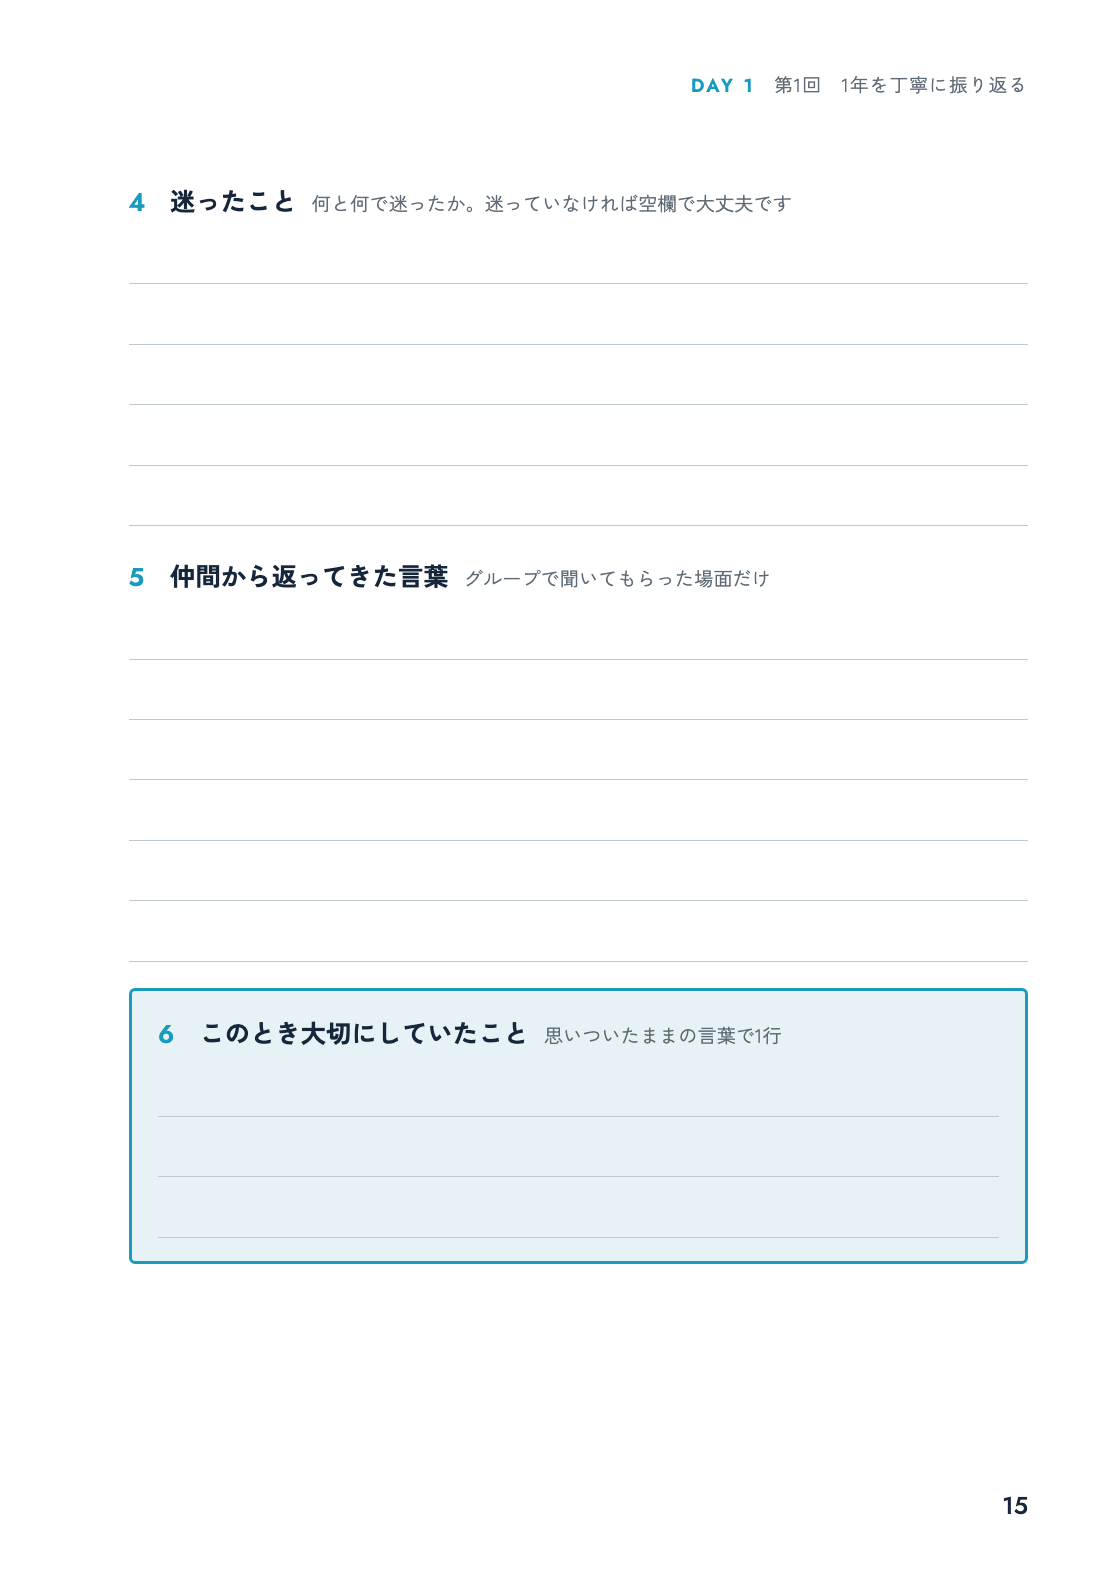 DAY 1　第1回　1年を丁寧に振り返る
4　迷ったこと　何と何で迷ったか。迷っていなければ空欄で大丈夫です
5　仲間から返ってきた言葉　グループで聞いてもらった場面だけ
6　このとき大切にしていたこと　思いついたままの言葉で1行
15